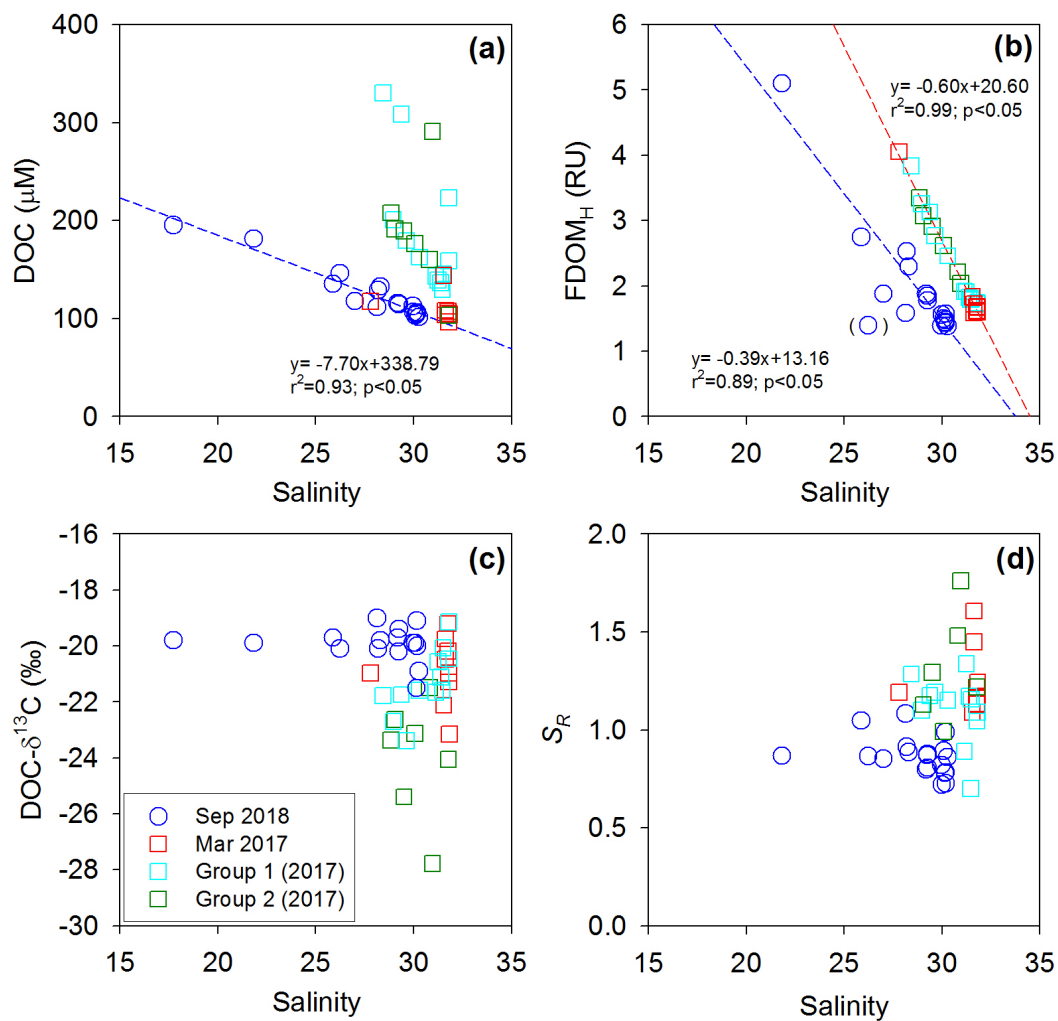 (a)
DOC (µM)
400
300
200
100
0
y= -7.70x+338.79
r²=0.93; p<0.05
15 20 25 30 35
Salinity
(b)
FDOM_H (RU)
6
5
4
3
2
1
0
y= -0.60x+20.60
r²=0.99; p<0.05
( )
y= -0.39x+13.16
r²=0.89; p<0.05
15 20 25 30 35
Salinity
(c)
DOC-δ¹³C (‰)
-16
-18
-20
-22
-24
-26
-28
-30
Sep 2018
Mar 2017
Group 1 (2017)
Group 2 (2017)
15 20 25 30 35
Salinity
(d)
S_R
2.0
1.5
1.0
0.5
0.0
15 20 25 30 35
Salinity